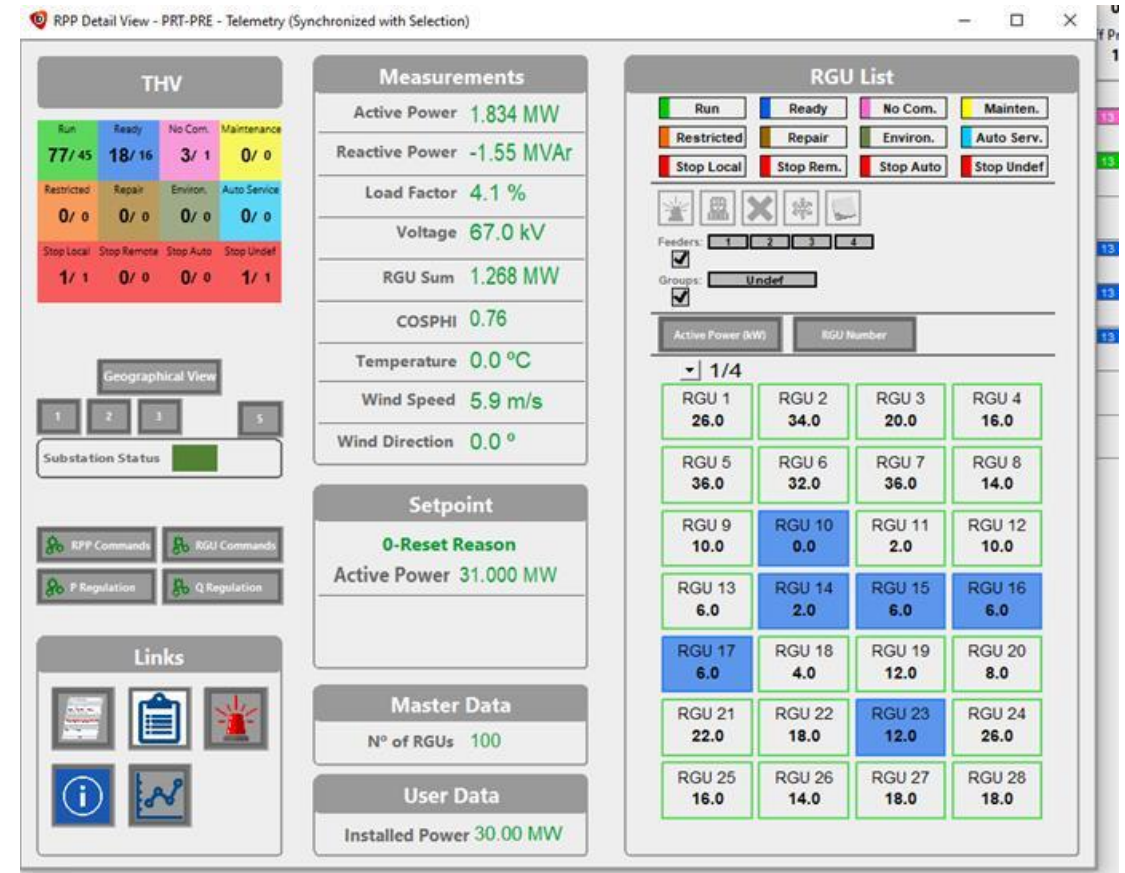 RPP Detail View - PRT-PRE - Telemetry (Synchronized with Selection)
THV
Run Ready No Com. Maintenance
77/ 45 18/ 16 3/ 1 0/ 0
Restricted Repair Environ. Auto Service
0/ 0 0/ 0 0/ 0 0/ 0
Stop Local Stop Remote Stop Auto Stop Undef
1/ 1 0/ 0 0/ 0 1/ 1
Geographical View
1 2 3 5
Substation Status
RPP Commands RGU Commands
P Regulation Q Regulation
Links
Measurements
Active Power 1.834 MW
Reactive Power -1.55 MVAr
Load Factor 4.1 %
Voltage 67.0 kV
RGU Sum 1.268 MW
COSPHI 0.76
Temperature 0.0 ºC
Wind Speed 5.9 m/s
Wind Direction 0.0 º
Setpoint
0-Reset Reason
Active Power 31.000 MW
Master Data
Nº of RGUs 100
User Data
Installed Power 30.00 MW
RGU List
Run Ready No Com. Mainten.
Restricted Repair Environ. Auto Serv.
Stop Local Stop Rem. Stop Auto Stop Undef
Feeders: 1 2 3 4
Groups: Undef
Active Power (kW) RGU Number
1/4
RGU 1 RGU 2 RGU 3 RGU 4
26.0 34.0 20.0 16.0
RGU 5 RGU 6 RGU 7 RGU 8
36.0 32.0 36.0 14.0
RGU 9 RGU 10 RGU 11 RGU 12
10.0 0.0 2.0 10.0
RGU 13 RGU 14 RGU 15 RGU 16
6.0 2.0 6.0 6.0
RGU 17 RGU 18 RGU 19 RGU 20
6.0 4.0 12.0 8.0
RGU 21 RGU 22 RGU 23 RGU 24
22.0 18.0 12.0 26.0
RGU 25 RGU 26 RGU 27 RGU 28
16.0 14.0 18.0 18.0
13
13
13
13
13